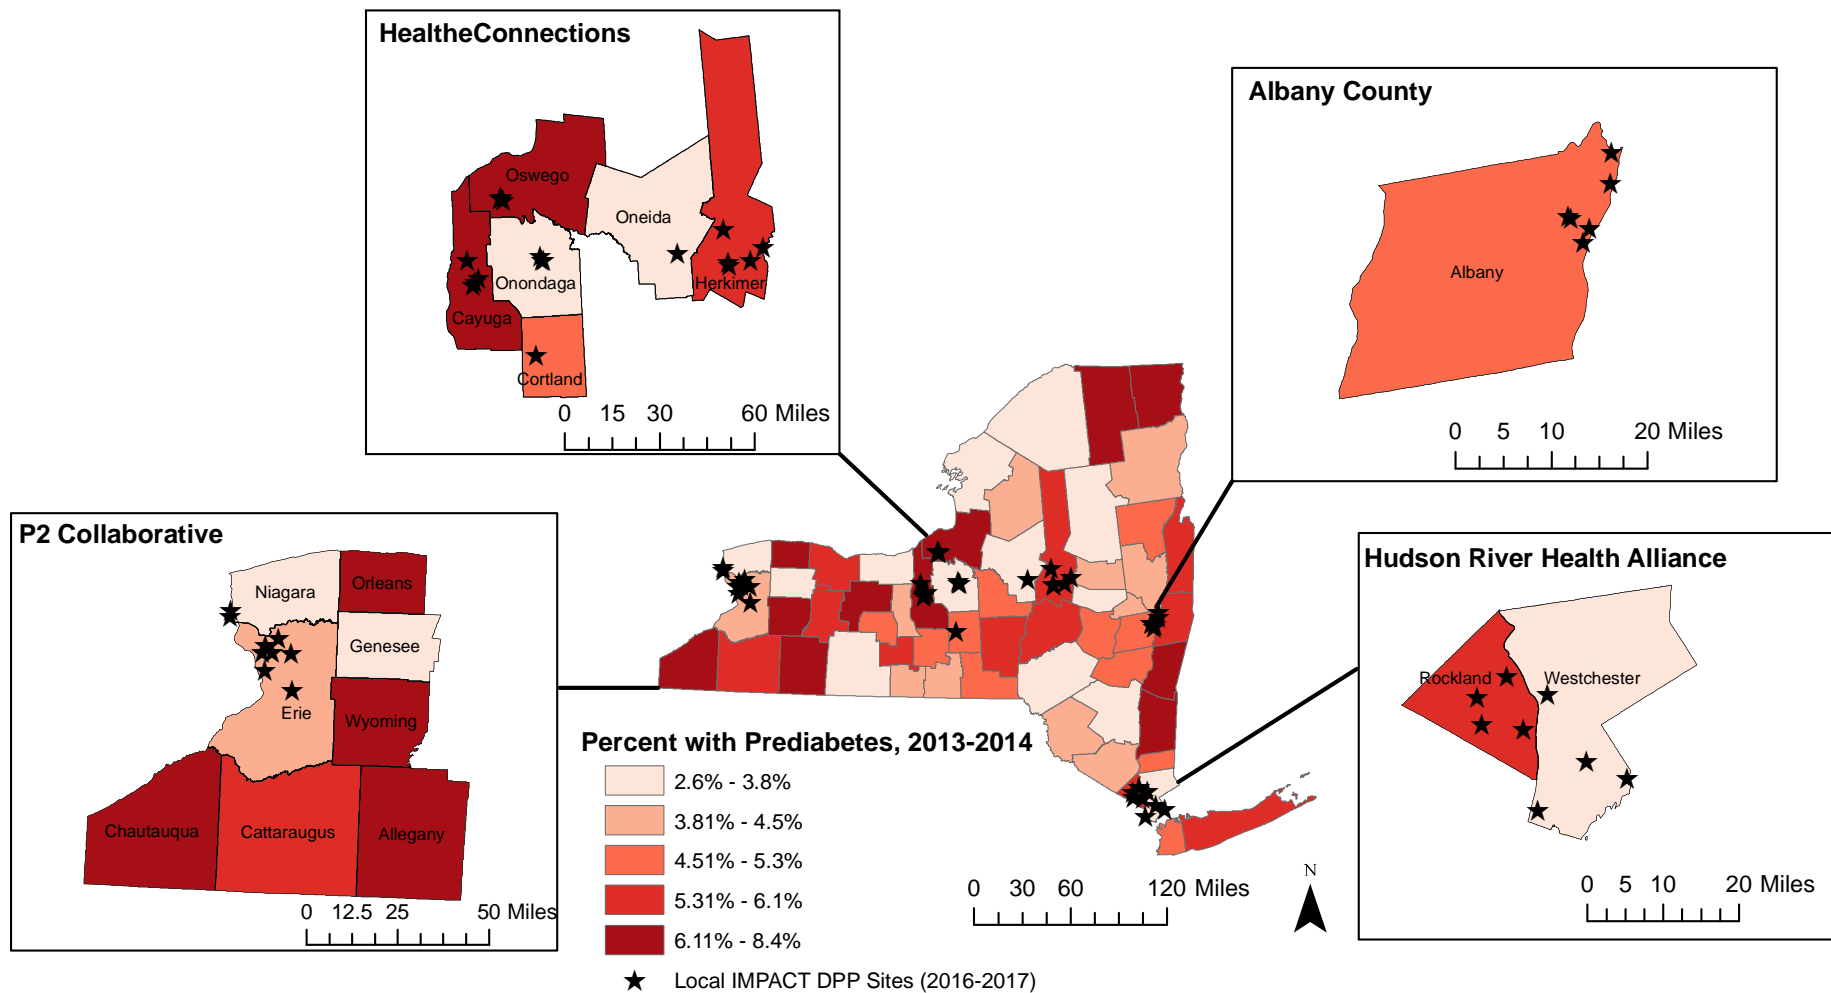 HealtheConnections
Oswego
Oneida
Onondaga
Herkimer
Cayuga
Cortland
0 15 30 60 Miles
Albany County
Albany
0 5 10 20 Miles
P2 Collaborative
Niagara
Orleans
Genesee
Erie
Wyoming
Chautauqua
Cattaraugus
Allegany
0 12.5 25 50 Miles
Hudson River Health Alliance
Rockland
Westchester
0 5 10 20 Miles
Percent with Prediabetes, 2013-2014
2.6% - 3.8%
3.81% - 4.5%
4.51% - 5.3%
5.31% - 6.1%
6.11% - 8.4%
Local IMPACT DPP Sites (2016-2017)
0 30 60 120 Miles
N